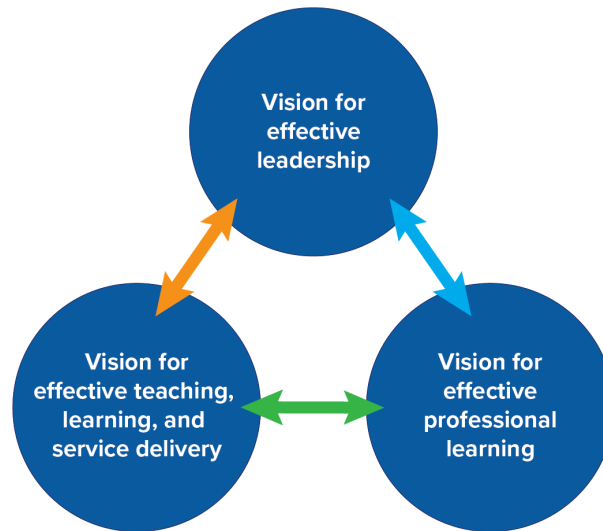 Vision for
effective
leadership
Vision for
effective teaching,
learning, and
service delivery
Vision for
effective
professional
learning